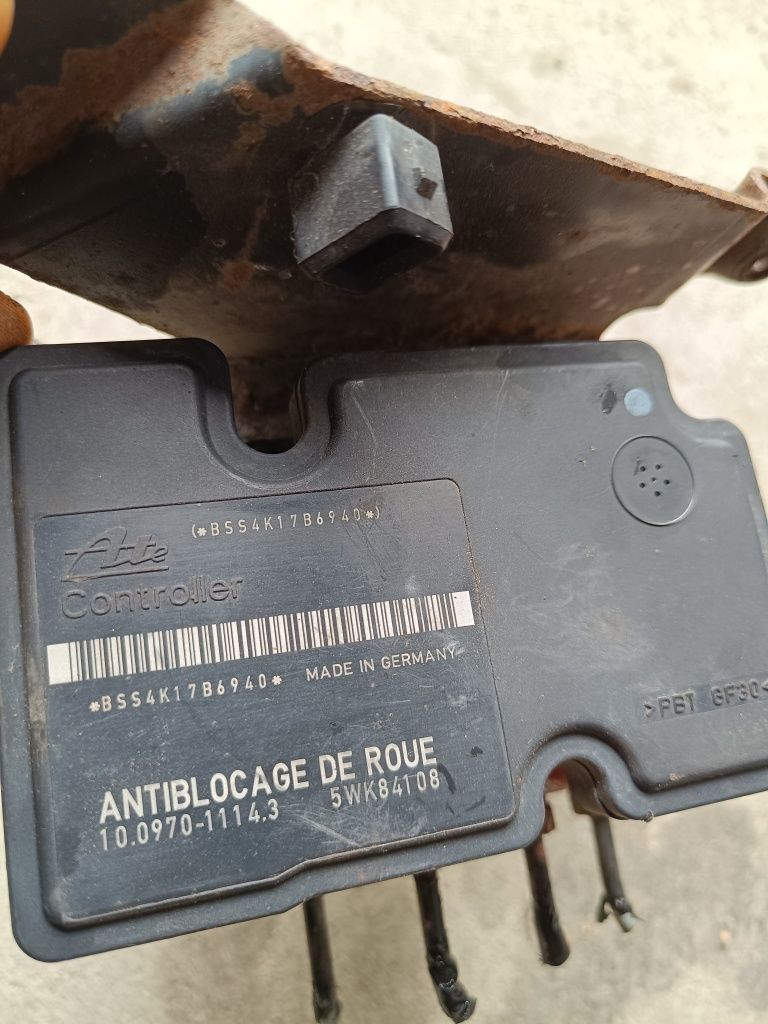 (*BSS4K17B6940*)
Ate
Controller
*BSS4K17B6940*  MADE IN GERMANY
ANTIBLOCAGE DE ROUE
10.0970-1114.3  5WK84108
>PBT GF30<